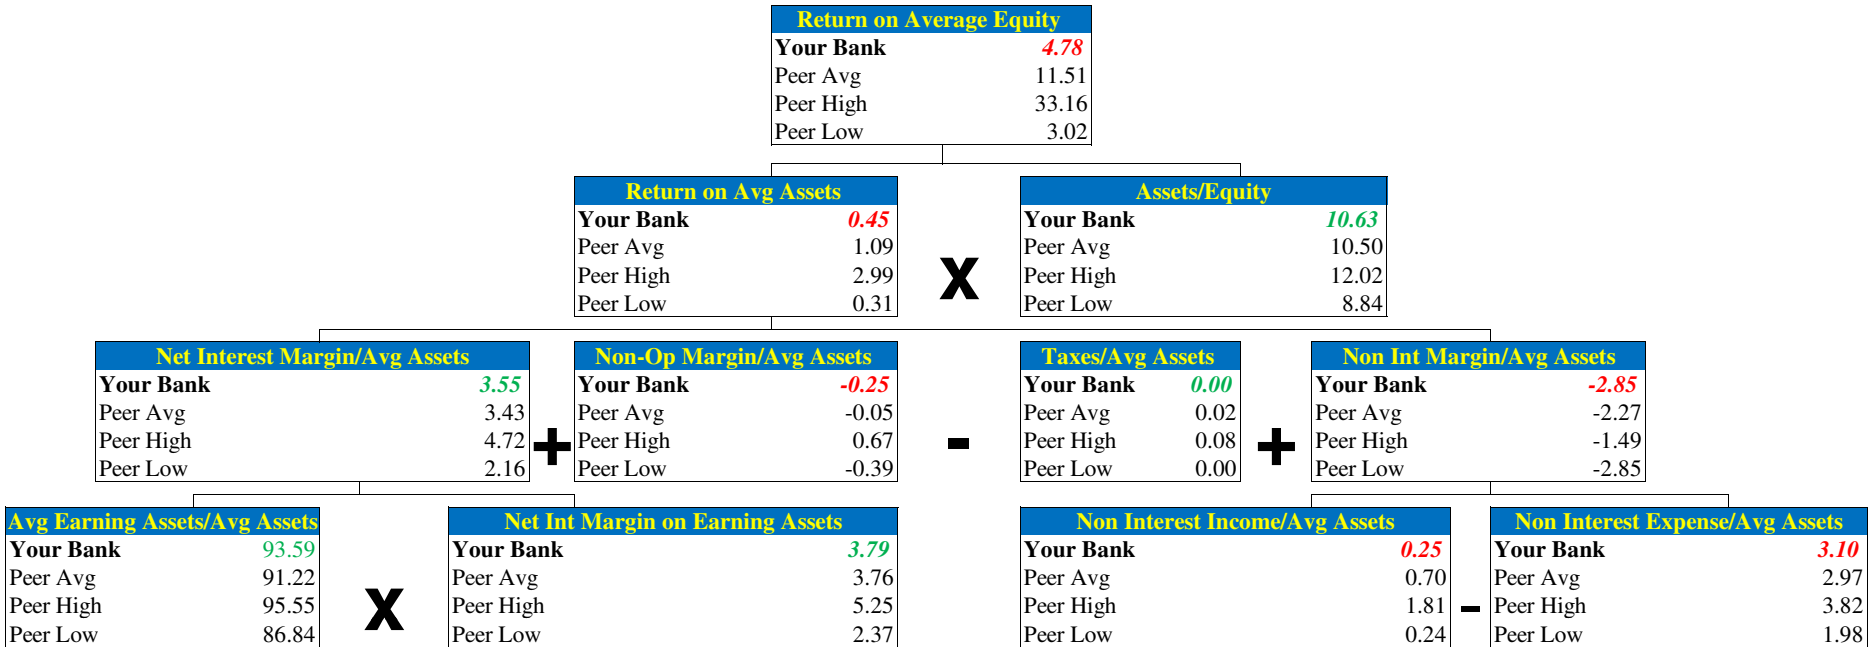 Return on Average Equity
Your Bank 4.78
Peer Avg 11.51
Peer High 33.16
Peer Low 3.02
Return on Avg Assets
Your Bank 0.45
Peer Avg 1.09
Peer High 2.99
Peer Low 0.31
X
Assets/Equity
Your Bank 10.63
Peer Avg 10.50
Peer High 12.02
Peer Low 8.84
Net Interest Margin/Avg Assets
Your Bank 3.55
Peer Avg 3.43
Peer High 4.72
Peer Low 2.16
+
Non-Op Margin/Avg Assets
Your Bank -0.25
Peer Avg -0.05
Peer High 0.67
Peer Low -0.39
-
Taxes/Avg Assets
Your Bank 0.00
Peer Avg 0.02
Peer High 0.08
Peer Low 0.00
+
Non Int Margin/Avg Assets
Your Bank -2.85
Peer Avg -2.27
Peer High -1.49
Peer Low -2.85
Avg Earning Assets/Avg Assets
Your Bank 93.59
Peer Avg 91.22
Peer High 95.55
Peer Low 86.84
X
Net Int Margin on Earning Assets
Your Bank 3.79
Peer Avg 3.76
Peer High 5.25
Peer Low 2.37
Non Interest Income/Avg Assets
Your Bank 0.25
Peer Avg 0.70
Peer High 1.81
Peer Low 0.24
-
Non Interest Expense/Avg Assets
Your Bank 3.10
Peer Avg 2.97
Peer High 3.82
Peer Low 1.98